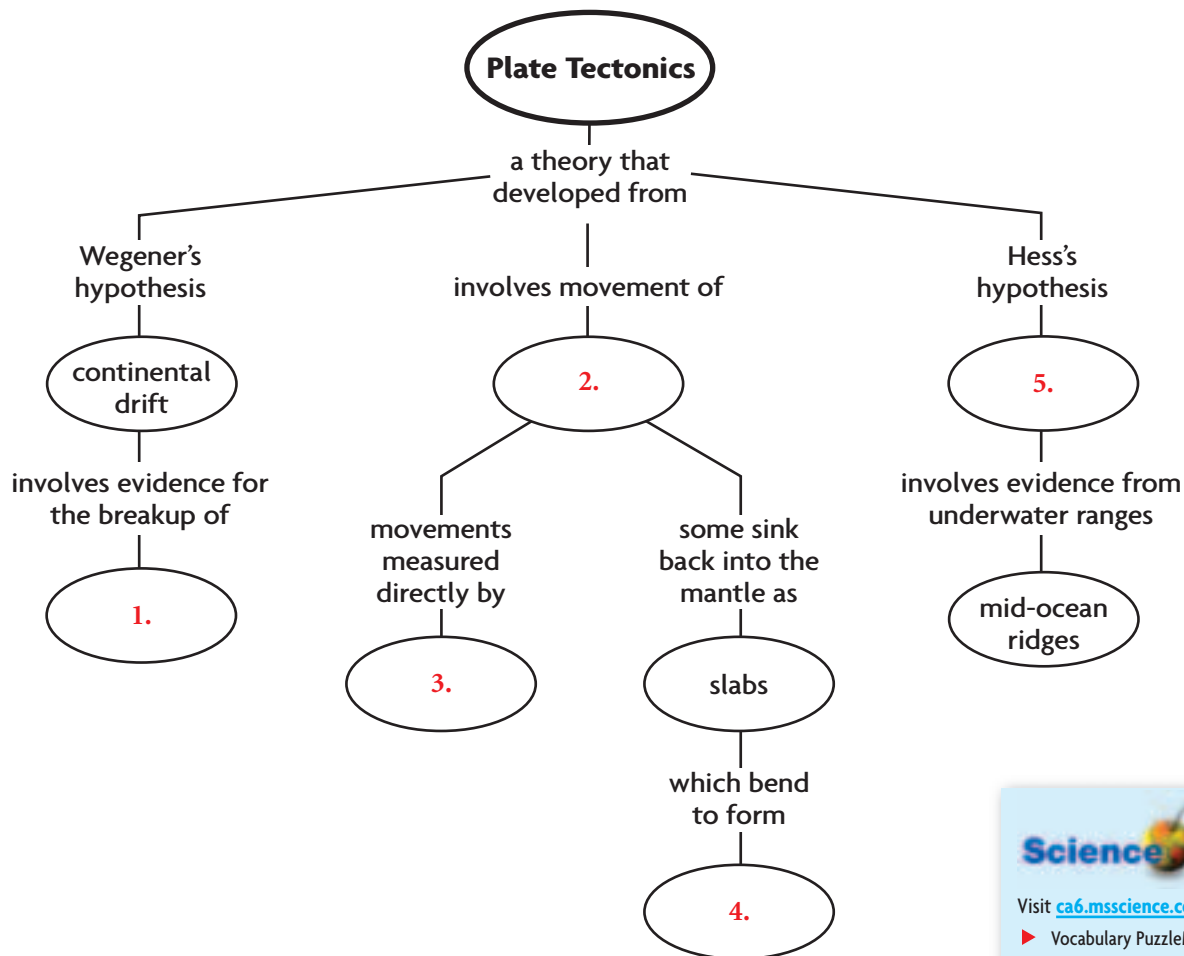 Plate Tectonics
a theory that
developed from
Wegener’s
hypothesis
continental
drift
involves evidence for
the breakup of
1.
involves movement of
2.
movements
measured
directly by
3.
some sink
back into the
mantle as
slabs
which bend
to form
4.
Hess’s
hypothesis
5.
involves evidence from
underwater ranges
mid-ocean
ridges
Science
Visit
Vocabulary